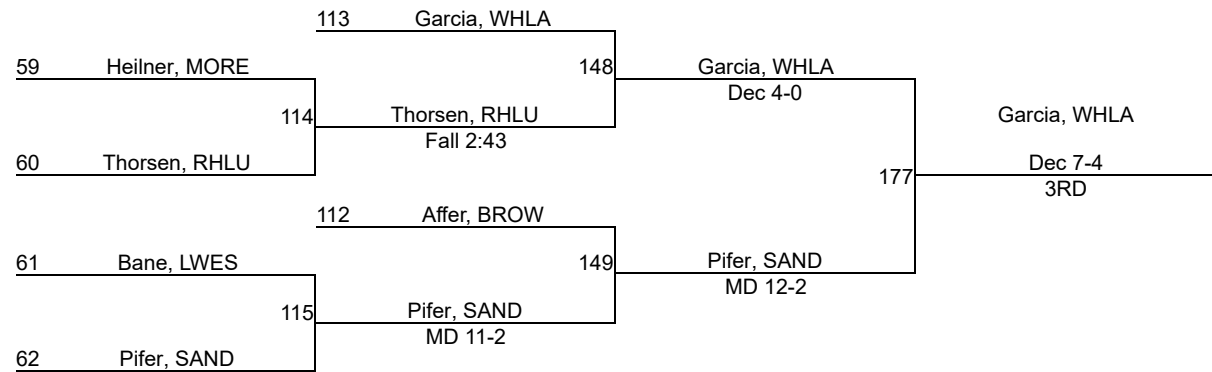 113 Garcia, WHLA
59 Heilner, MORE
148 Garcia, WHLA
Dec 4-0
114 Thorsen, RHLU
Fall 2:43
Garcia, WHLA
60 Thorsen, RHLU
Dec 7-4
177
3RD
112 Affer, BROW
61 Bane, LWES
149 Pifer, SAND
MD 12-2
115 Pifer, SAND
MD 11-2
62 Pifer, SAND